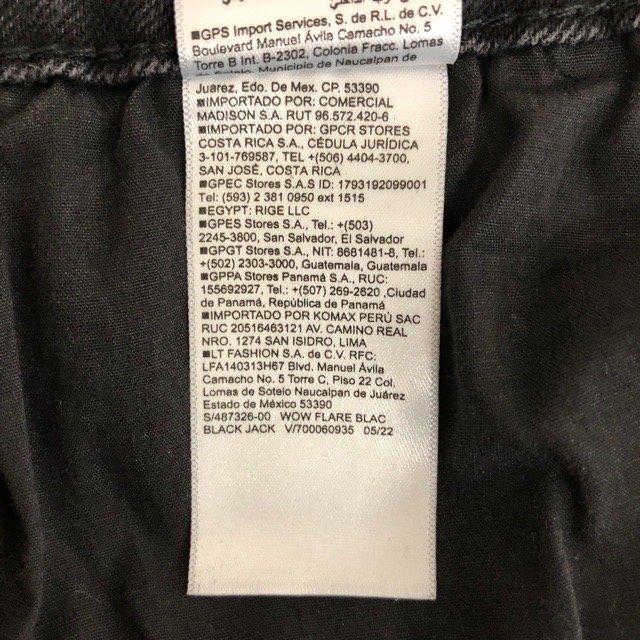 ■GPS Import Services, S. de R.L. de C.V.
Boulevard Manuel Ávila Camacho No. 5
Torre B Int. B-2302, Colonia Fracc. Lomas
de Sotelo, Municipio de Naucalpan de
Juarez, Edo. De Mex. CP. 53390
■IMPORTADO POR: COMERCIAL
MADISON S.A. RUT 96.572.420-6
■IMPORTADO POR: GPCR STORES
COSTA RICA S.A., CÉDULA JURÍDICA
3-101-769587, TEL +(506) 4404-3700,
SAN JOSÉ, COSTA RICA
■GPEC Stores S.A.S ID: 1793192099001
Tel: (593) 2 381 0950 ext 1515
■EGYPT: RIGE LLC
■GPES Stores S.A., Tel.: +(503)
2245-3800, San Salvador, El Salvador
■GPGT Stores S.A., NIT: 8681481-8, Tel.:
+(502) 2303-3000, Guatemala, Guatemala
■GPPA Stores Panamá S.A., RUC:
155692927, Tel.: +(507) 269-2620 ,Ciudad
de Panamá, República de Panamá
■IMPORTADO POR KOMAX PERÚ SAC
RUC 20516463121 AV. CAMINO REAL
NRO. 1274 SAN ISIDRO, LIMA
■LT FASHION S.A. de C.V. RFC:
LFA140313H67 Blvd. Manuel Ávila
Camacho No. 5 Torre C, Piso 22 Col.
Lomas de Sotelo Naucalpan de Juárez
Estado de México 53390
S/487326-00 WOW FLARE BLAC
BLACK JACK V/700060935 05/22